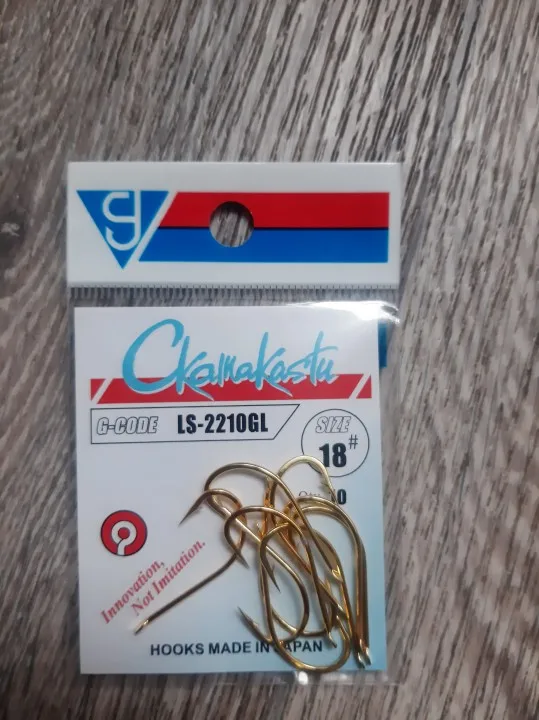 Ckamakastu
G-CODE LS-2210GL
SIZE
18#
Innovation,
Not Imitation.
HOOKS MADE IN JAPAN